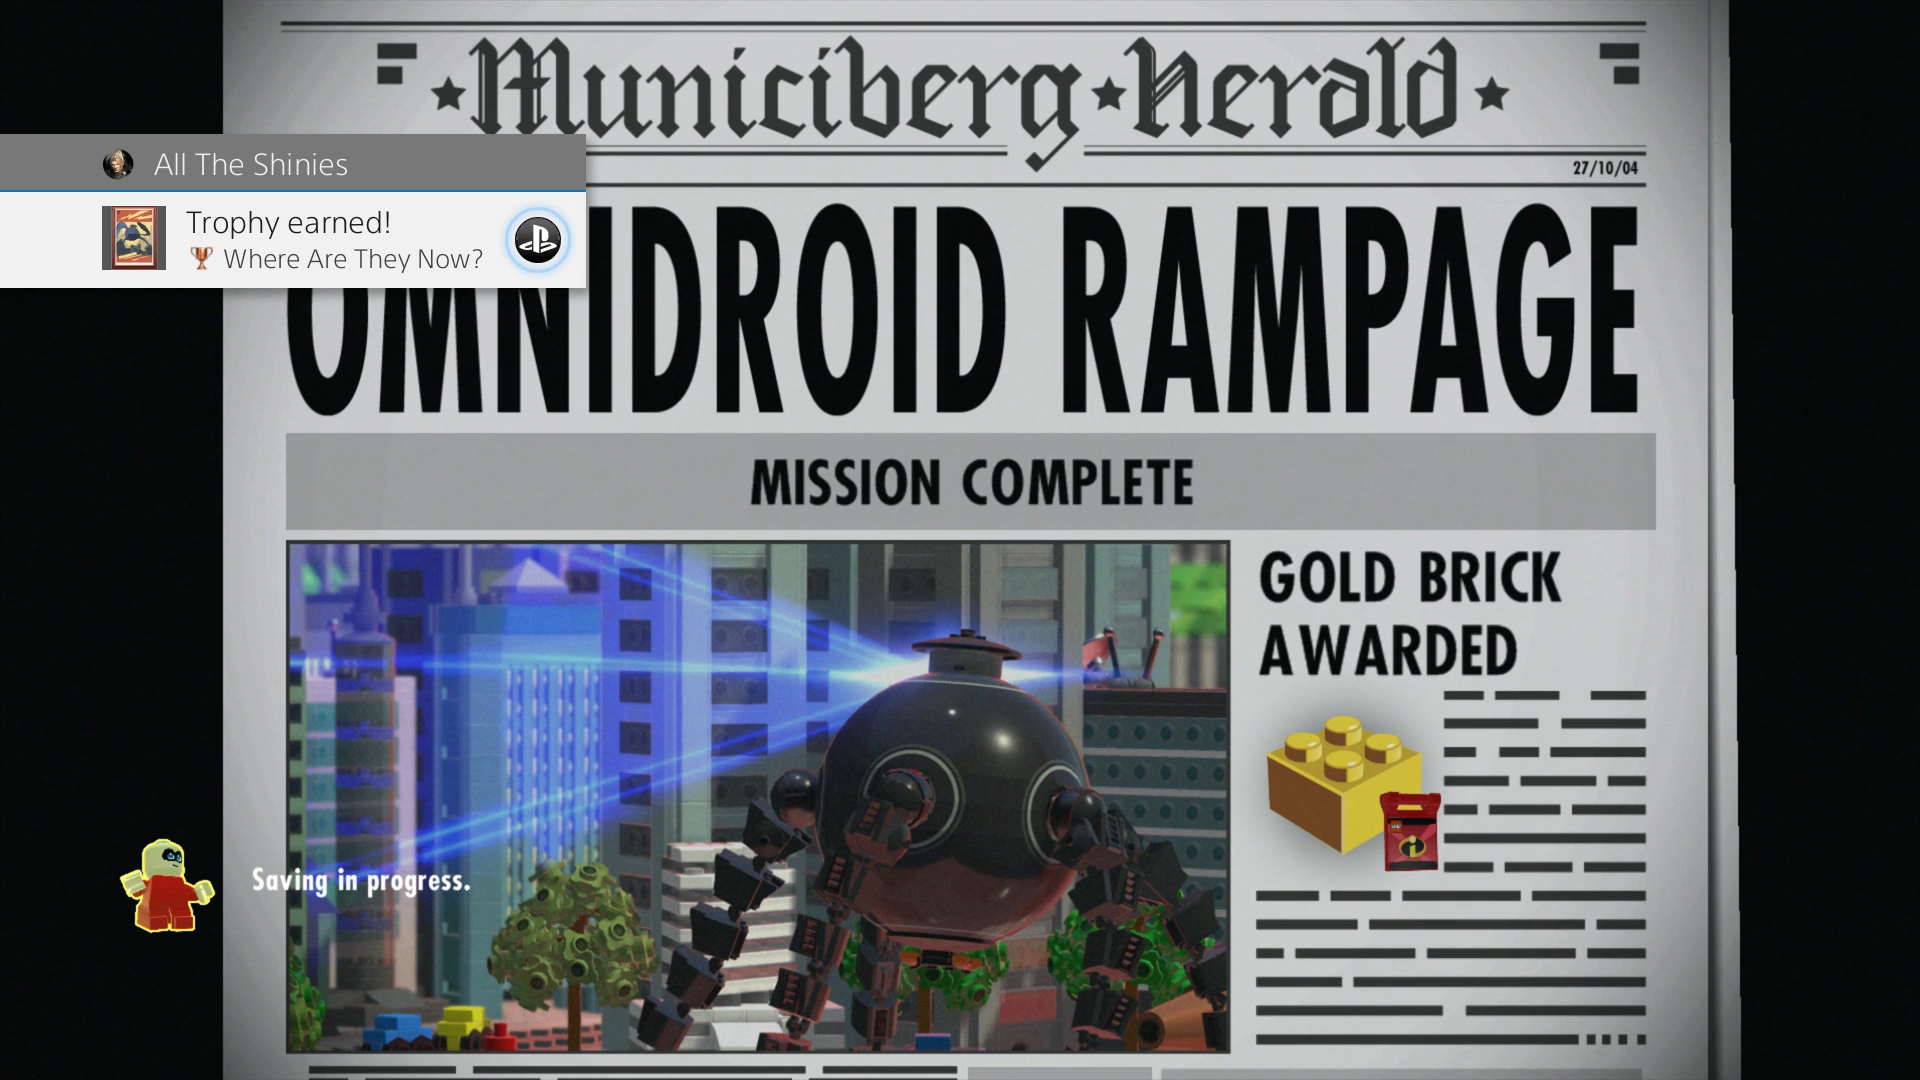 Municiberg Herald
27/10/04
All The Shinies
Trophy earned!
Where Are They Now?
OMNIDROID RAMPAGE
MISSION COMPLETE
GOLD BRICK
AWARDED
Saving in progress.